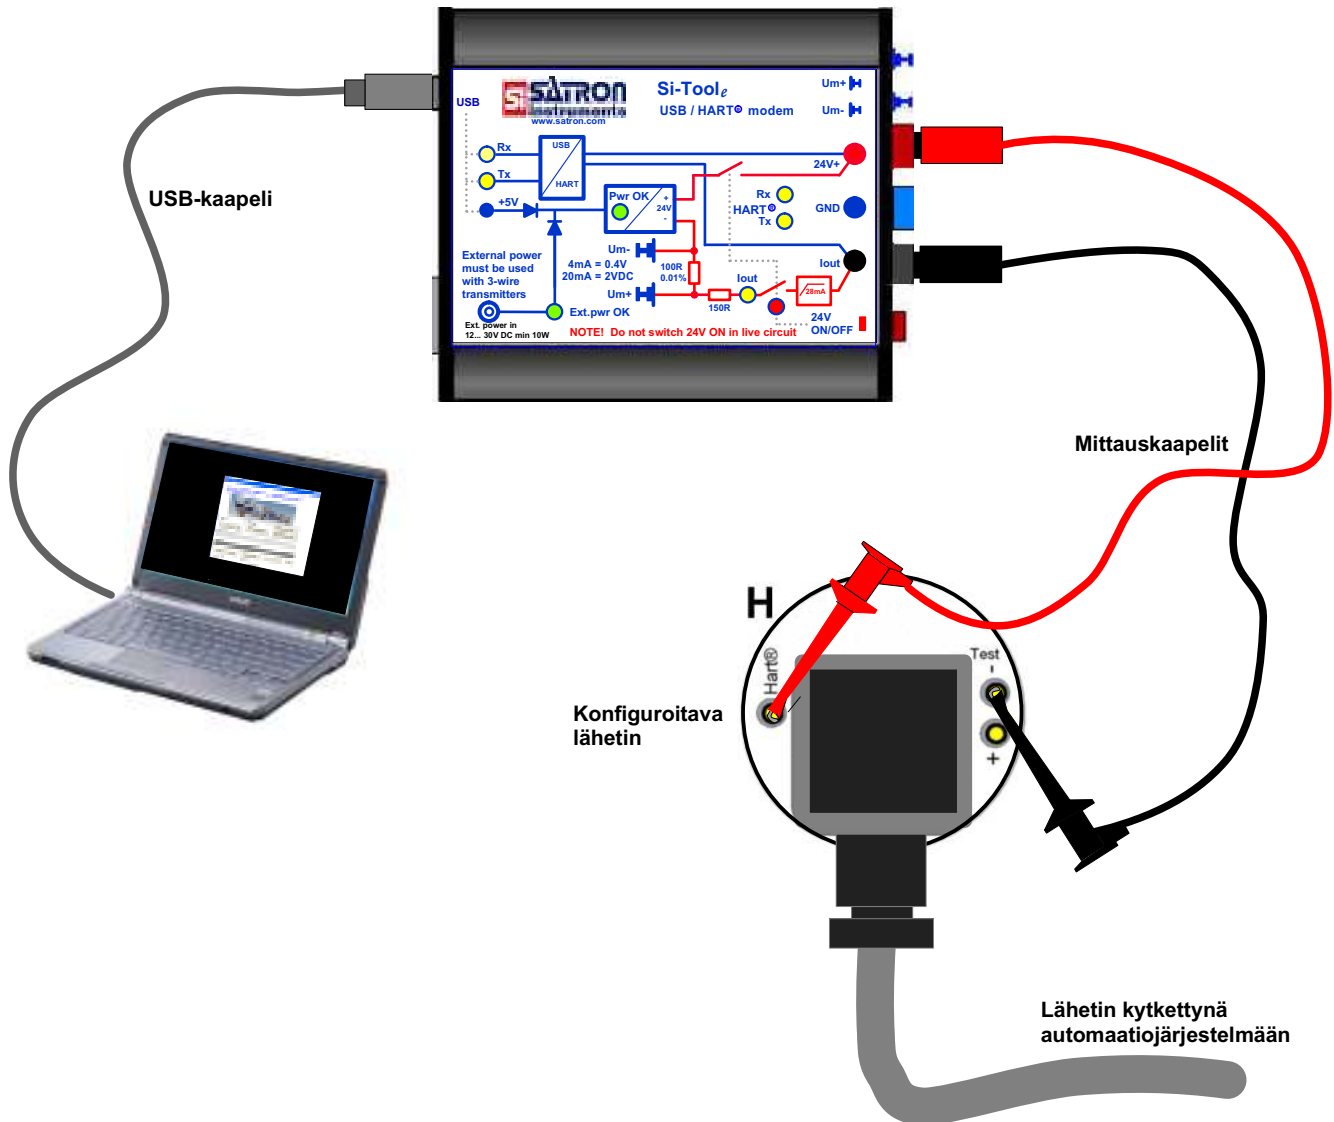 SATRON
instruments
www.satron.com
Si-Toole
USB / HART® modem
Um+
Um-
USB
Rx
Tx
+5V
USB
HART
Pwr OK
+
24V
-
24V+
Rx
HART®
Tx
GND
Iout
External power
must be used
with 3-wire
transmitters
Um-
4mA = 0.4V
20mA = 2VDC
Um+
100R
0.01%
150R
Iout
28mA
Ext.pwr OK
Ext. power in
12... 30V DC min 10W
NOTE! Do not switch 24V ON in live circuit
24V
ON/OFF
USB-kaapeli
Mittauskaapelit
H
Hart®
Test
-
+
Konfiguroitava
lähetin
Lähetin kytkettynä
automaatiojärjestelmään